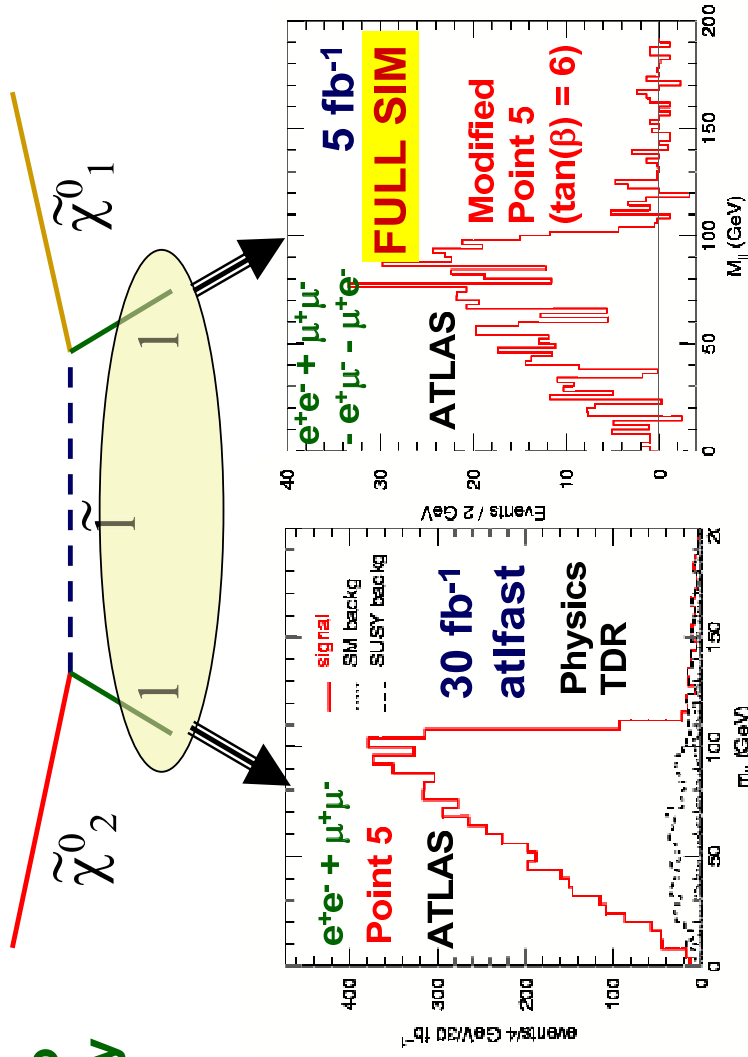 χ̃⁰₂
l
l̃
l
χ̃⁰₁
e⁺e⁻ + μ⁺μ⁻
Point 5
ATLAS
signal
SM backg
SUSY backg
30 fb⁻¹
atlfast
Physics
TDR
events/4 GeV/30 fb⁻¹
400
300
200
100
0
0
50
100
150
20
m_ll (GeV)
e⁺e⁻ + μ⁺μ⁻
- e⁺μ⁻ - μ⁺e⁻
5 fb⁻¹
FULL SIM
ATLAS
Modified
Point 5
(tan(β) = 6)
Events / 2 GeV
40
30
20
10
0
0
50
100
150
200
M_ll (GeV)